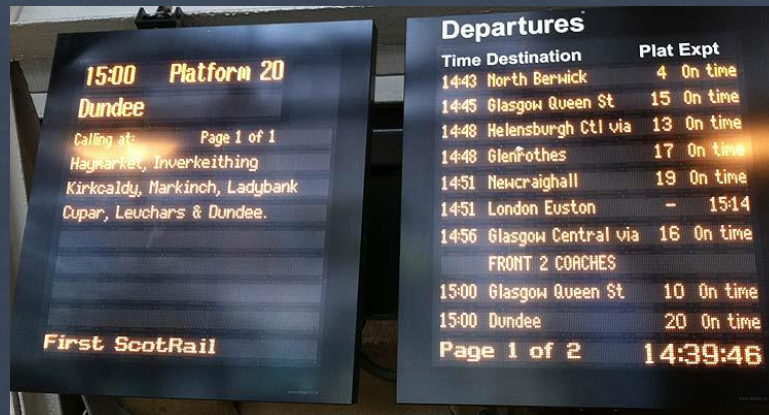 15:00 Platform 20
Dundee
Calling at: Page 1 of 1
Haymarket, Inverkeithing
Kirkcaldy, Markinch, Ladybank
Cupar, Leuchars & Dundee.
First ScotRail
Departures
Time Destination Plat Expt
14:43 North Berwick 4 On time
14:45 Glasgow Queen St 15 On time
14:48 Helensburgh Ctl via 13 On time
14:48 Glenrothes 17 On time
14:51 Newcraighall 19 On time
14:51 London Euston - 15:14
14:56 Glasgow Central via 16 On time
FRONT 2 COACHES
15:00 Glasgow Queen St 10 On time
15:00 Dundee 20 On time
Page 1 of 2 14:39:46